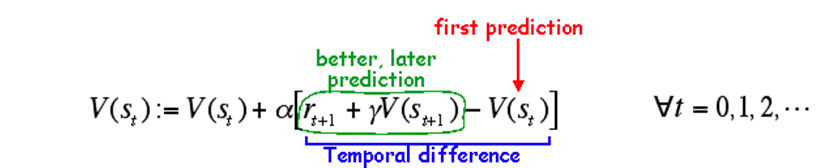 first prediction
better, later
prediction
V(s_t) := V(s_t) + α[r_{t+1} + γV(s_{t+1}) − V(s_t)] ∀t = 0,1,2,⋯
Temporal difference